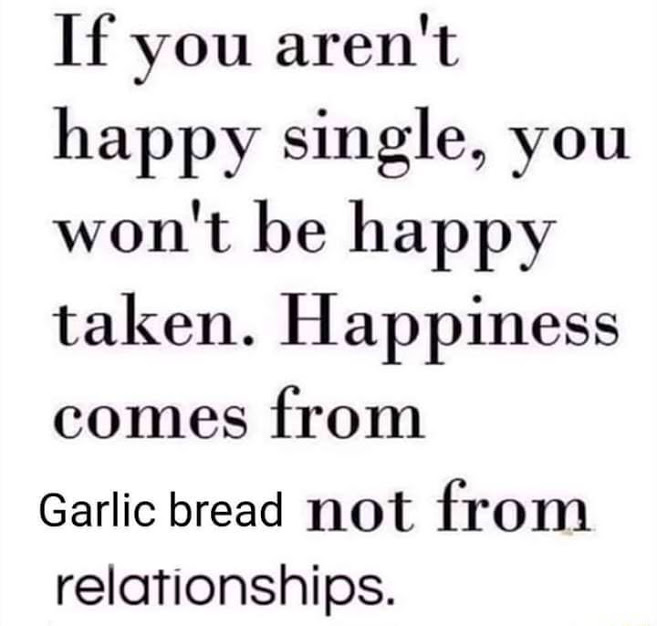 If you aren't
happy single, you
won't be happy
taken. Happiness
comes from
Garlic bread not from
relationships.